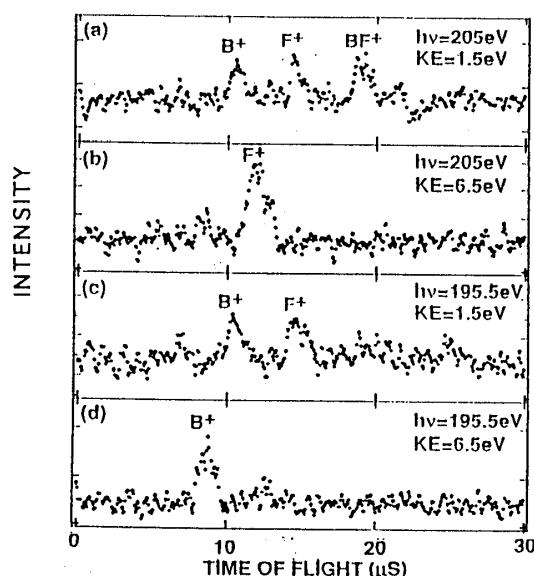 (a)
B+ F+ BF+
hν=205eV
KE=1.5eV
(b)
F+
hν=205eV
KE=6.5eV
(c)
B+ F+
hν=195.5eV
KE=1.5eV
(d)
B+
hν=195.5eV
KE=6.5eV
INTENSITY
0 10 20 30
TIME OF FLIGHT (μS)